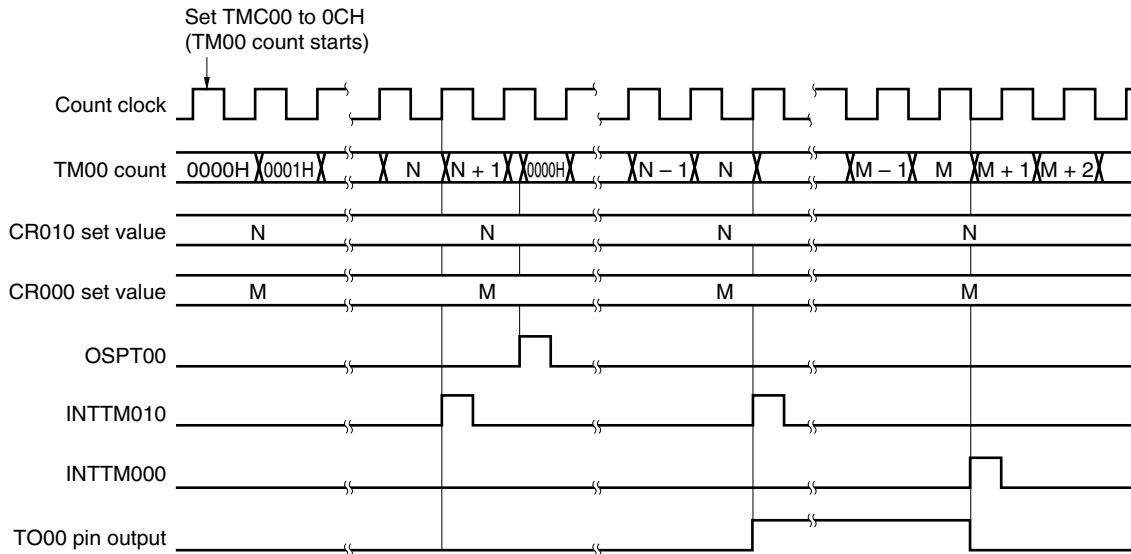 Set TMC00 to 0CH
(TM00 count starts)
Count clock
TM00 count 0000H 0001H N N + 1 0000H N – 1 N M – 1 M M + 1 M + 2
CR010 set value N N N N
CR000 set value M M M M
OSPT00
INTTM010
INTTM000
TO00 pin output